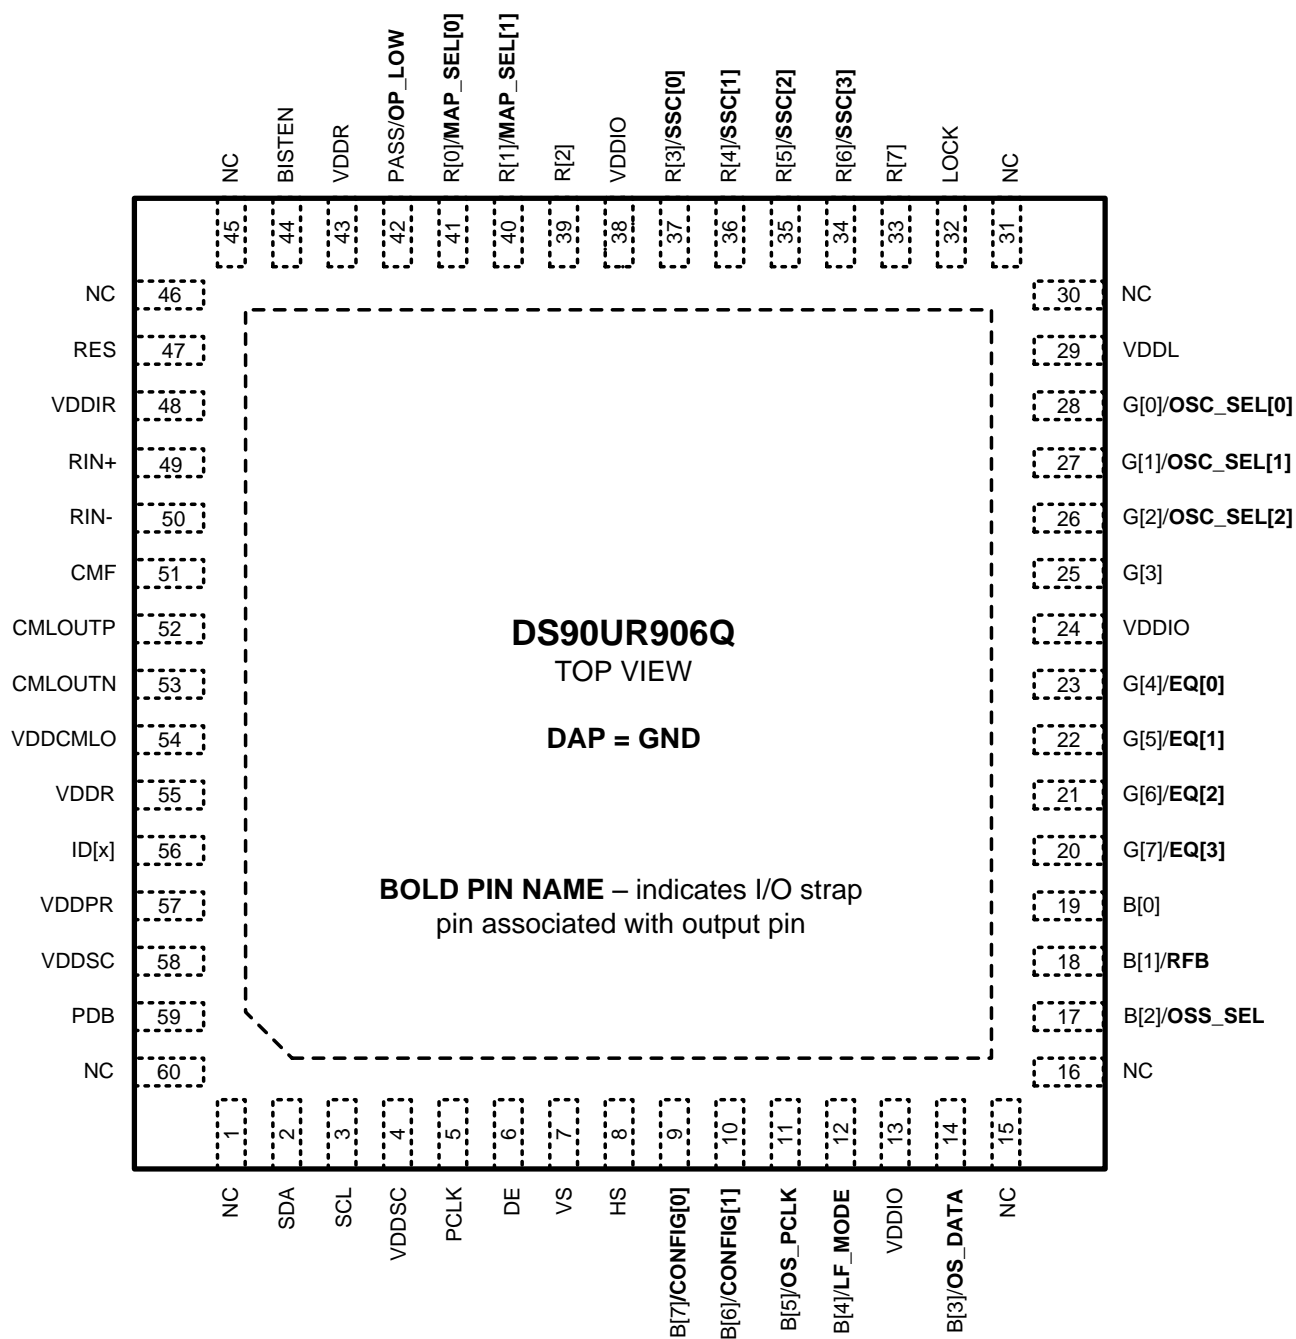 NC
BISTEN
VDDR
PASS/OP_LOW
R[0]/MAP_SEL[0]
R[1]/MAP_SEL[1]
R[2]
VDDIO
R[3]/SSC[0]
R[4]/SSC[1]
R[5]/SSC[2]
R[6]/SSC[3]
R[7]
LOCK
NC
45
44
43
42
41
40
39
38
37
36
35
34
33
32
31
NC 46
RES 47
VDDIR 48
RIN+ 49
RIN- 50
CMF 51
CMLOUTP 52
CMLOUTN 53
VDDCMLO 54
VDDR 55
ID[x] 56
VDDPR 57
VDDSC 58
PDB 59
NC 60
DS90UR906Q
TOP VIEW
DAP = GND
BOLD PIN NAME – indicates I/O strap
pin associated with output pin
30 NC
29 VDDL
28 G[0]/OSC_SEL[0]
27 G[1]/OSC_SEL[1]
26 G[2]/OSC_SEL[2]
25 G[3]
24 VDDIO
23 G[4]/EQ[0]
22 G[5]/EQ[1]
21 G[6]/EQ[2]
20 G[7]/EQ[3]
19 B[0]
18 B[1]/RFB
17 B[2]/OSS_SEL
16 NC
1
2
3
4
5
6
7
8
9
10
11
12
13
14
15
NC
SDA
SCL
VDDSC
PCLK
DE
VS
HS
B[7]/CONFIG[0]
B[6]/CONFIG[1]
B[5]/OS_PCLK
B[4]/LF_MODE
VDDIO
B[3]/OS_DATA
NC